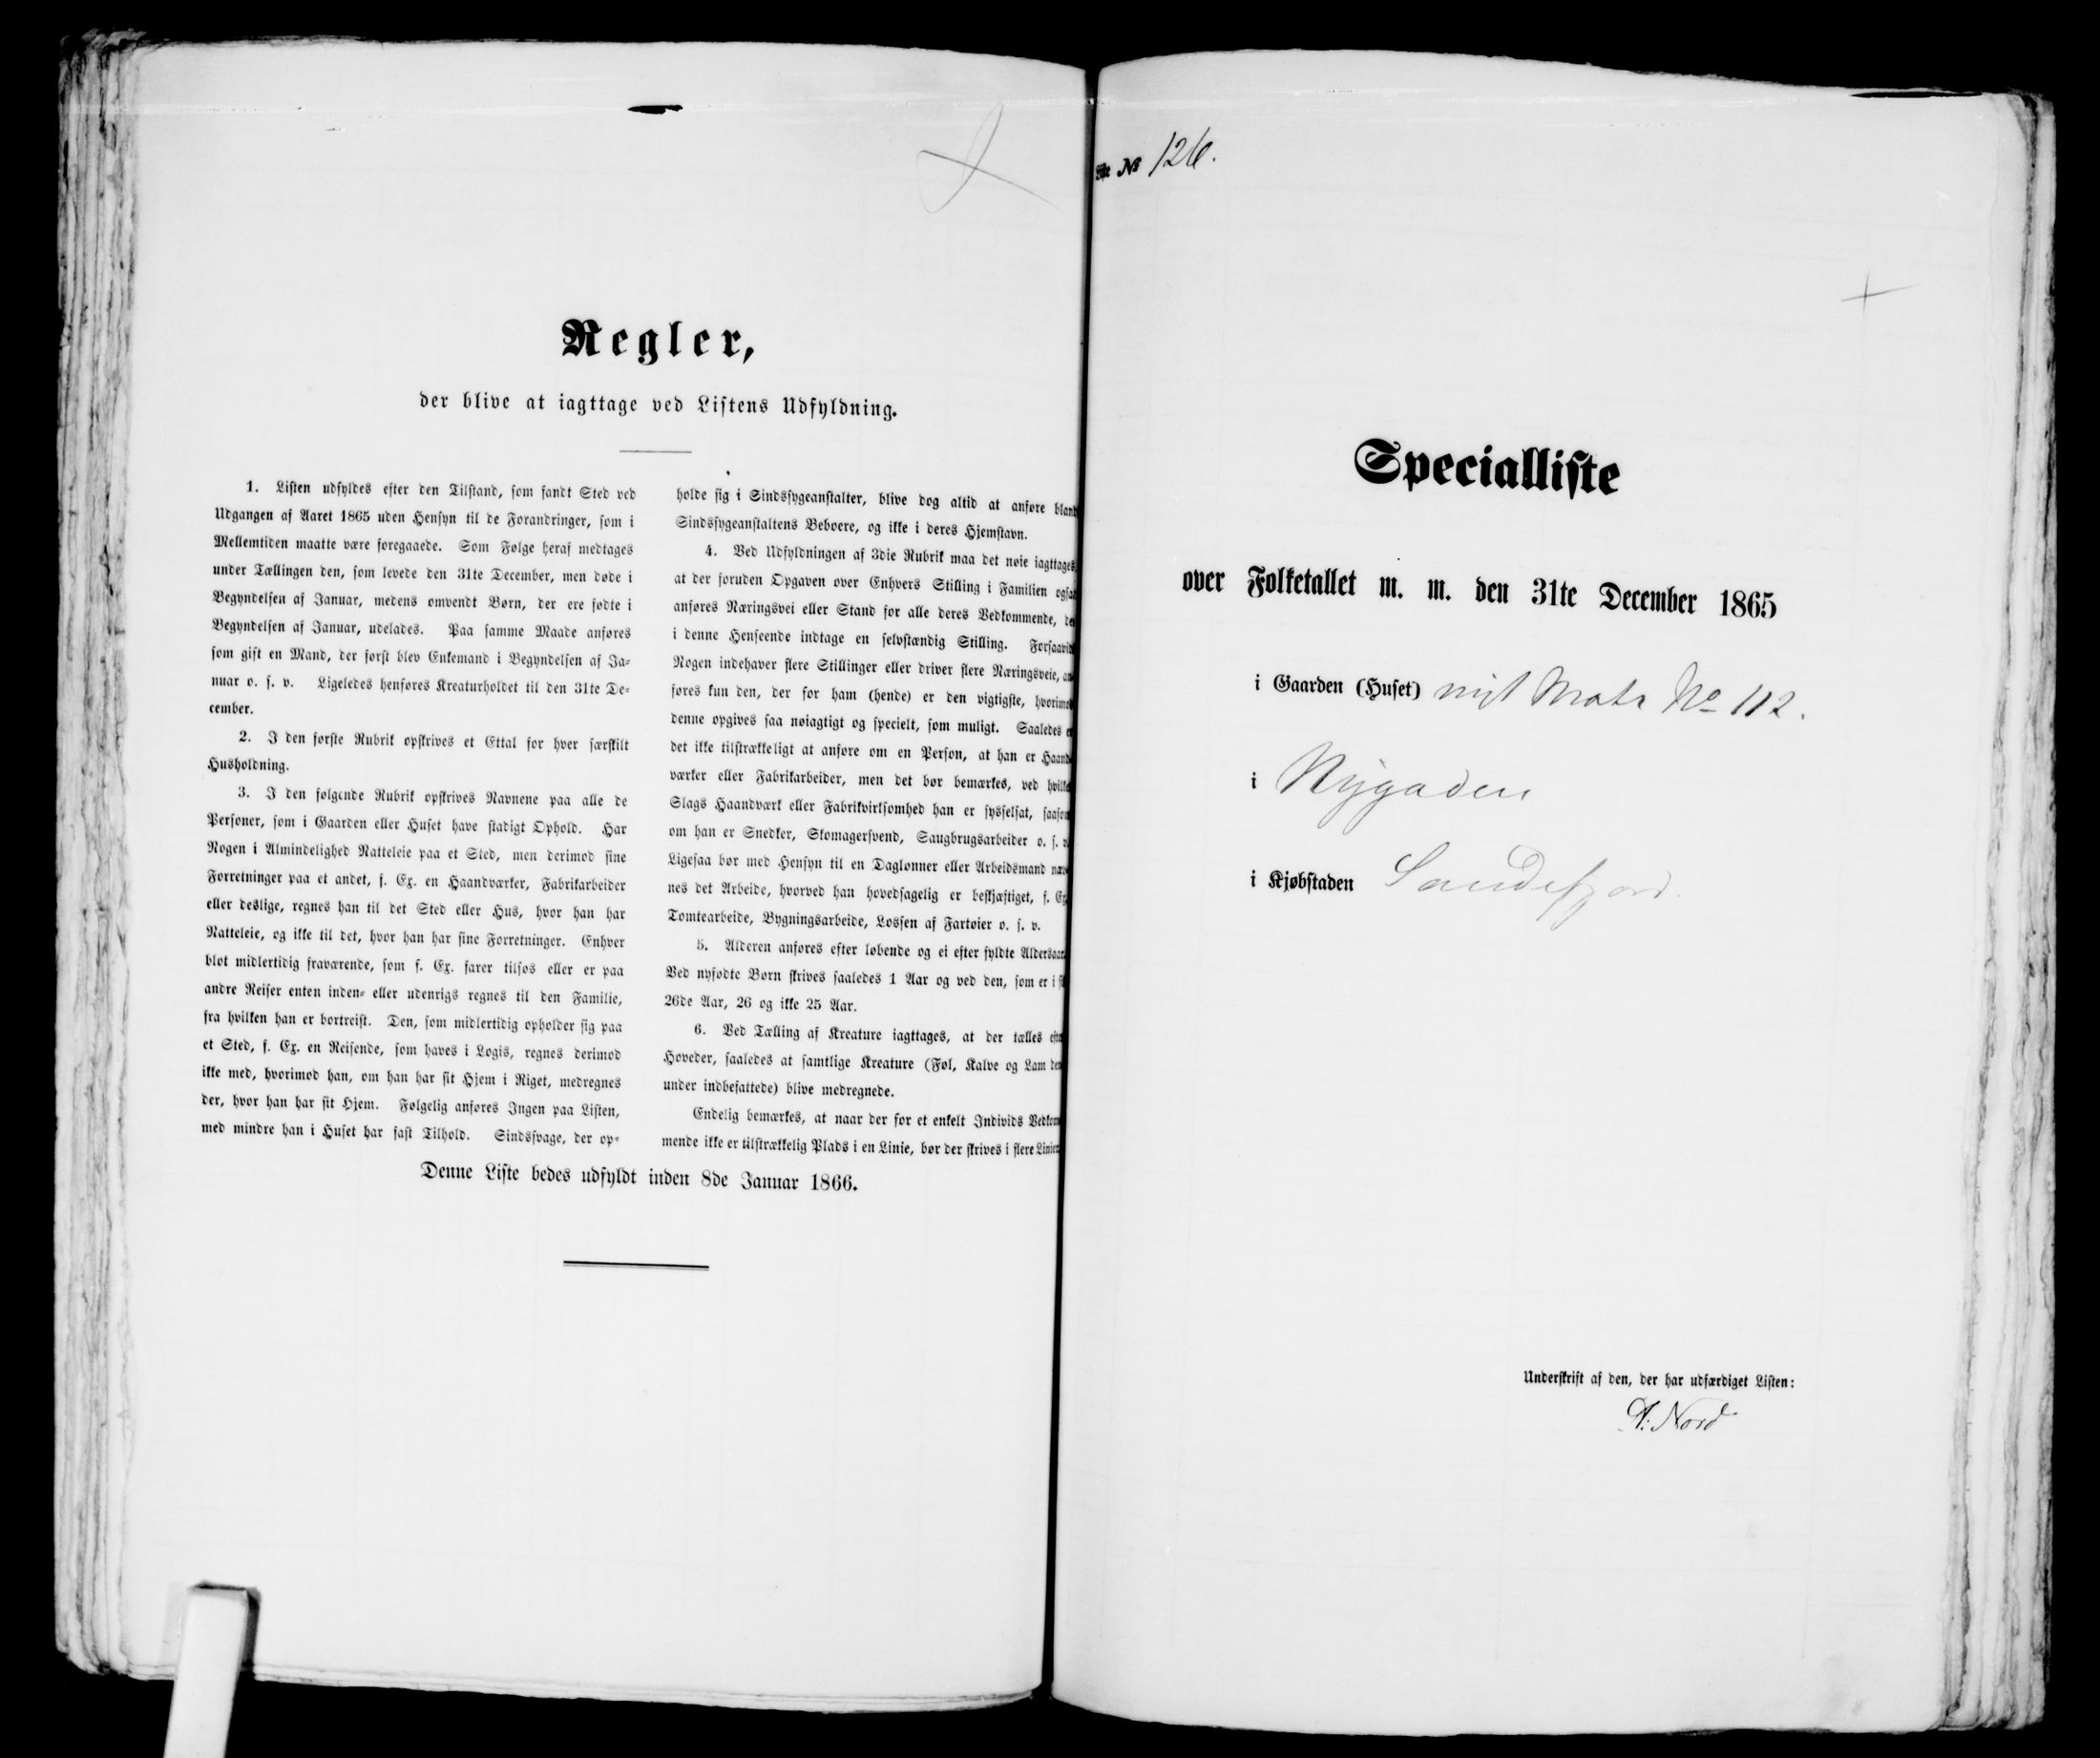 Regler,
der blive at iagttage ved Listens Udfyldning.
1. Listen udfyldes efter den Tilstand, som fandt Sted ved
Udgangen af Aaret 1865 uden Hensyn til de Forandringer, som i
Mellemtiden maatte være foregaaede. Som Følge heraf medtages
under Tællingen den, som levede den 31te December, men døde i
Begyndelsen af Januar, medens omvendt Børn, der ere fødte i
Begyndelsen af Januar, udelades. Paa samme Maade anføres
som gift en Mand, der først blev Enkemand i Begyndelsen af Ja-
nuar o. s. v. Ligeledes henføres Kreaturholdet til den 31te De-
cember.
2. I den første Rubrik opskrives et Ettal for hver særskilt
Husholdning.
3. I den følgende Rubrik opskrives Navnene paa alle de
Personer, som i Gaarden eller Huset have stadigt Ophold. Har
Nogen i Almindelighed Natteleie paa et Sted, men derimod sine
Forretninger paa et andet, f. Ex. en Haandværker, Fabrikarbeider
eller deslige, regnes han til det Sted eller Hus, hvor han har
Natteleie, og ikke til det, hvor han har sine Forretninger. Enhver
blot midlertidig fraværende, som f. Ex. farer tilsøs eller er paa
andre Reiser enten inden- eller udenrigs regnes til den Familie,
fra hvilken han er bortreist. Den, som midlertidig opholder sig paa
et Sted, f. Ex. en Reisende, som haves i Logis, regnes derimod
ikke med, hvorimod han, om han har sit Hjem i Riget, medregnes
der, hvor han har sit Hjem. Følgelig anføres Ingen paa Listen,
med mindre han i Huset har fast Tilhold. Sindssvage, der op-
holde sig i Sindssygeanstalter, blive dog altid at anføre bland
Sindssygeanstaltens Beboere, og ikke i deres Hjemstavn.
4. Ved Udfyldningen af 3die Rubrik maa det nøie iagttages,
at der foruden Opgaven over Enhvers Stilling i Familien ogsaa
anføres Næringsvei eller Stand for alle deres Vedkommende, der
i denne Henseende indtage en selvstændig Stilling. Forsaavidt
Nogen indehaver flere Stillinger eller driver flere Næringsveie, an-
føres kun den, der for ham (hende) er den vigtigste, hvorimod
denne opgives saa nøiagtigt og specielt, som muligt. Saaledes er
det ikke tilstrækkeligt at anføre om en Person, at han er Haand-
værker eller Fabrikarbeider, men det bør bemærkes, ved hvilket
Slags Haandværk eller Fabrikvirksomhed han er sysselsat, saasom
om han er Snedker, Skomagersvend, Saugbrugsarbeider o. s. v.
Ligesaa bør med Hensyn til en Daglønner eller Arbeidsmand næv-
nes det Arbeide, hvorved han hovedsagelig er beskjæftiget, f. Ex.
Tomtearbeide, Bygningsarbeide, Lossen af Fartøier o. s. v.
5. Alderen anføres efter løbende og ei efter fyldte Aldersaar.
Ved nyfødte Børn skrives saaledes 1 Aar og ved den, som er i sit
26de Aar, 26 og ikke 25 Aar.
6. Ved Tælling af Kreature iagttages, at der tælles efter
Hoveder, saaledes at samtlige Kreature (Føl, Kalve og Lam der-
under indbefattede) blive medregnede.
Endelig bemærkes, at naar der for et enkelt Individs Vedkom-
mende ikke er tilstrækkelig Plads i en Linie, bør der skrives i flere Linier.
Denne Liste bedes udfyldt inden 8de Januar 1866.
Liste No 126.
Specialliste
over Folketallet m. m. den 31te December 1865
i Gaarden (Huset) nyt Matr No 112.
i Nygaden
i Kjøbstaden Sandefjord.
Underskrift af den, der har udfærdiget Listen:
A: Nord